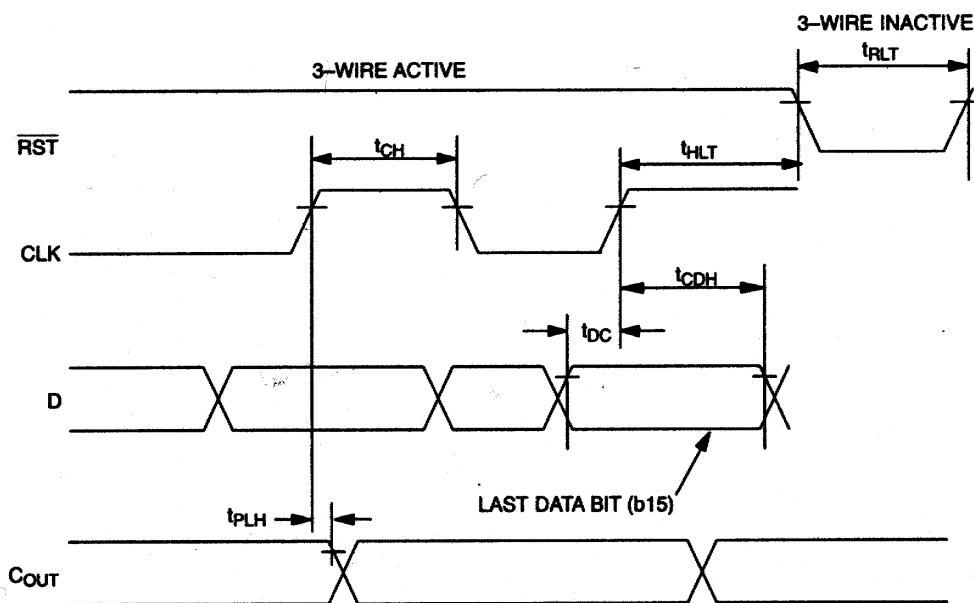 3–WIRE INACTIVE
tRLT
3–WIRE ACTIVE
RST
tCH
tHLT
CLK
tCDH
tDC
D
LAST DATA BIT (b15)
tPLH
COUT